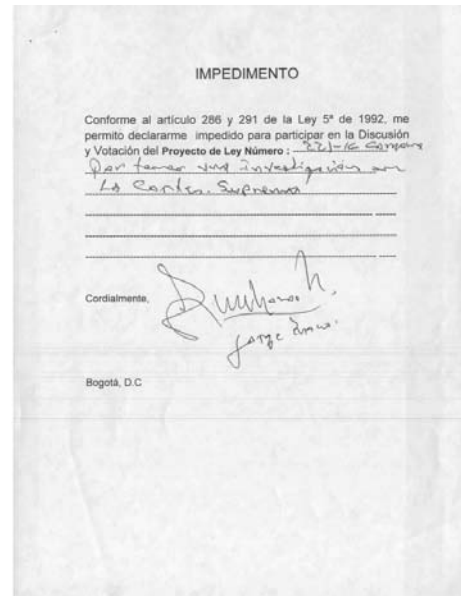 IMPEDIMENTO
Conforme al artículo 286 y 291 de la Ley 5ª de 1992, me
permito declararme impedido para participar en la Discusión
y Votación del Proyecto de Ley Número : 221-16
Por tener una investigación en
La Corte Suprema
Cordialmente,
Jorge
Bogotá, D.C